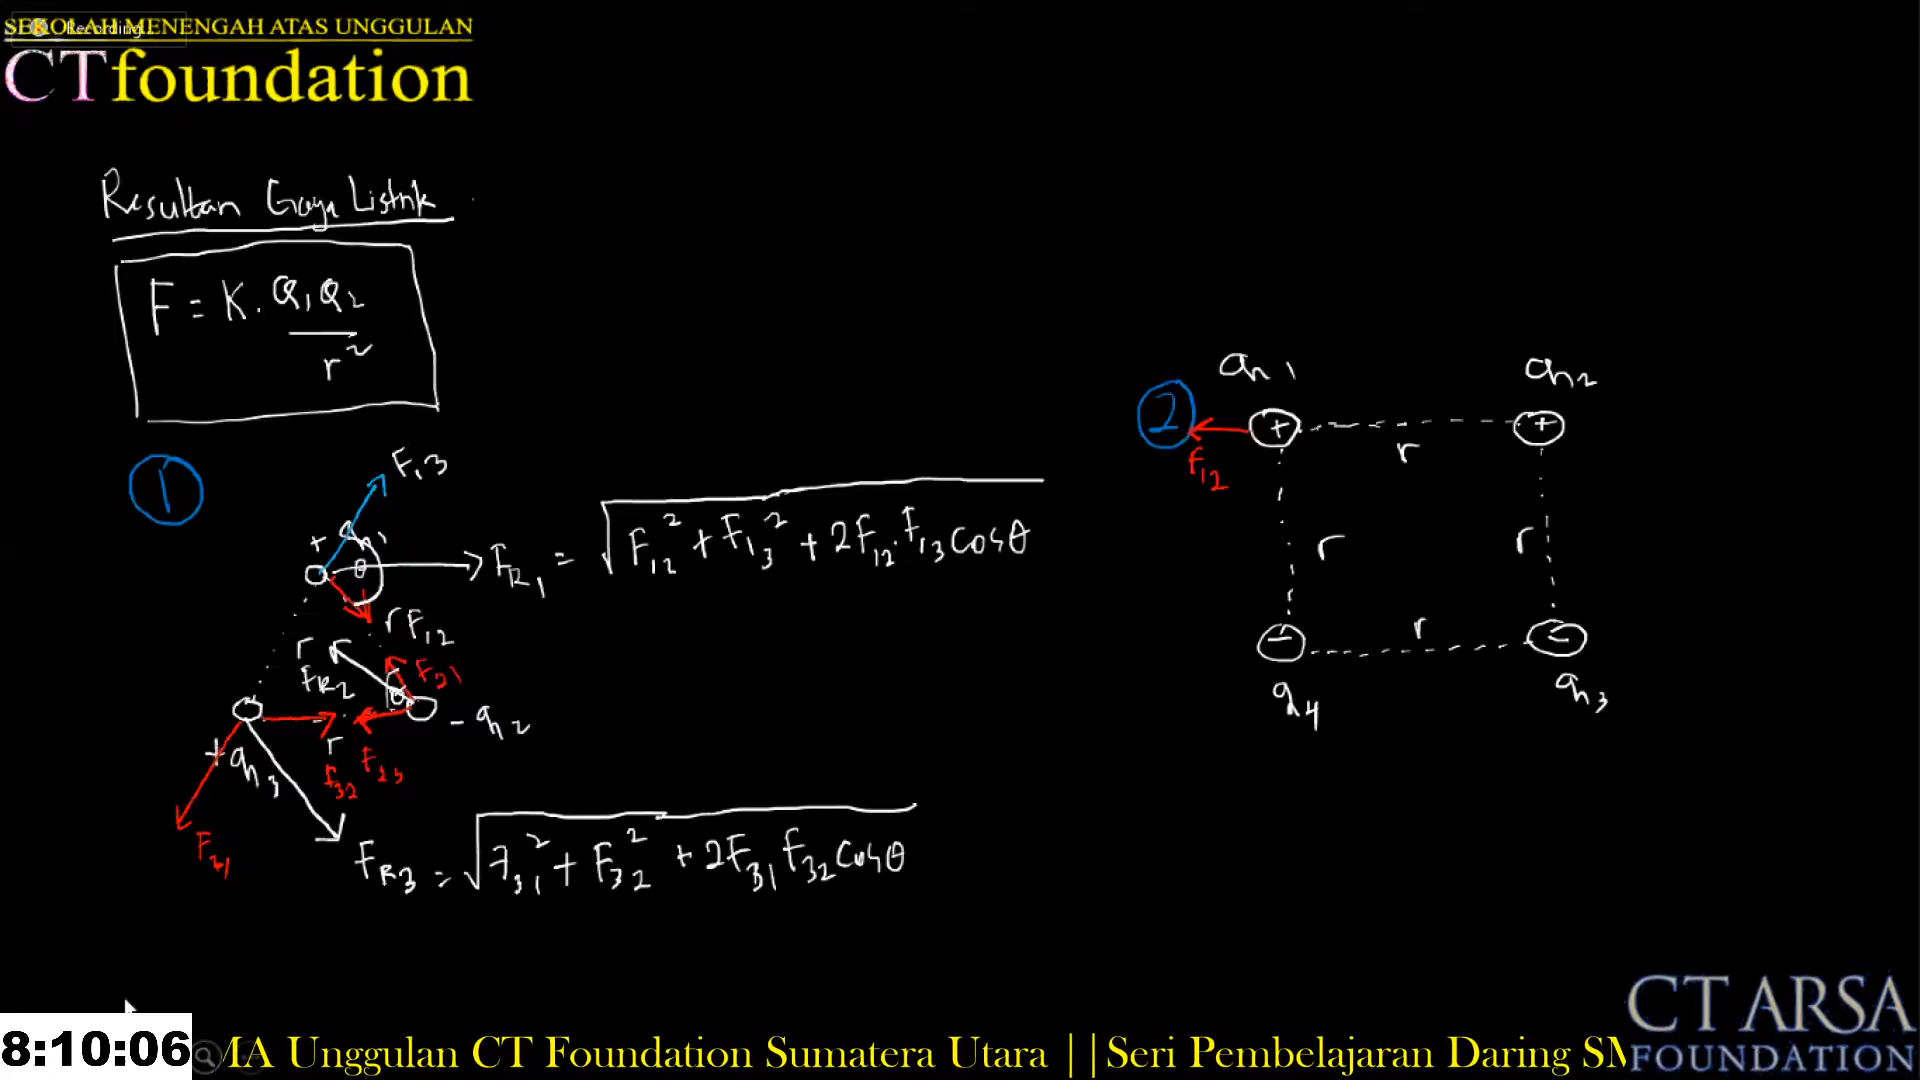 SEKOLAH MENENGAH ATAS UNGGULAN
Recording...
CTfoundation
Resultan Gaya Listrik
F = K. Q1Q2
r²
1
F13
+ q1
θ
FR1 = √F12² + F13² + 2F12.F13 Cosθ
r F12
r
FR2
F21
θ
- q2
+ q3
r
F32
F23
F31
FR3 = √F31² + F32² + 2F31 F32 Cosθ
2
q1
q2
+
+
F12
r
r
r
-
r
-
q4
q3
CT ARSA
FOUNDATION
8:10:06
MA Unggulan CT Foundation Sumatera Utara ||Seri Pembelajaran Daring SM